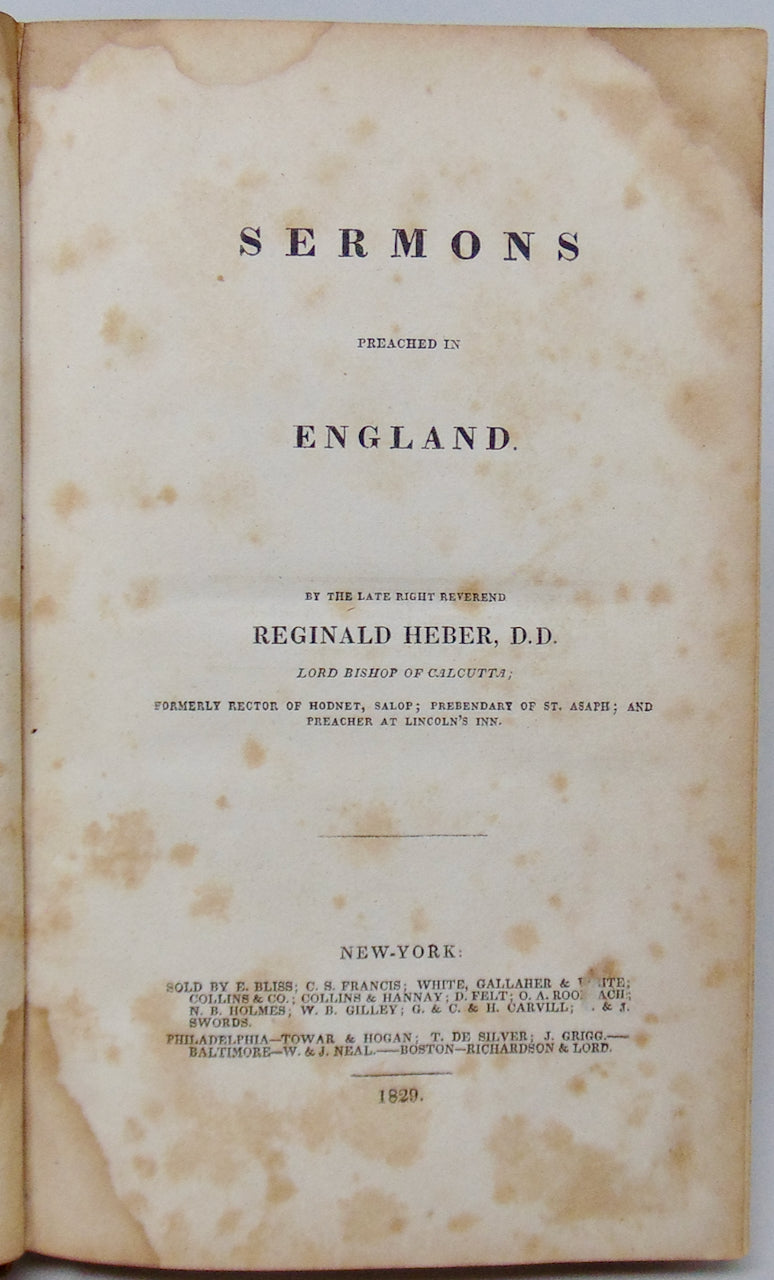 SERMONS
PREACHED IN
ENGLAND.
BY THE LATE RIGHT REVEREND
REGINALD HEBER, D.D.
LORD BISHOP OF CALCUTTA;
FORMERLY RECTOR OF HODNET, SALOP; PREBENDARY OF ST. ASAPH; AND
PREACHER AT LINCOLN'S INN.
NEW-YORK:
SOLD BY E. BLISS; C. S. FRANCIS; WHITE, GALLAHER &
COLLINS & CO.; COLLINS & HANNAY; D. FELT; O. A.
N. B. HOLMES; W. B. GILLEY; G. & C. & H. CARVILL; & J.
SWORDS.
PHILADELPHIA—TOWAR & HOGAN; T. DE SILVER; J. GRIGG.—
BALTIMORE—W. & J. NEAL.—BOSTON—RICHARDSON & LORD.
1829.